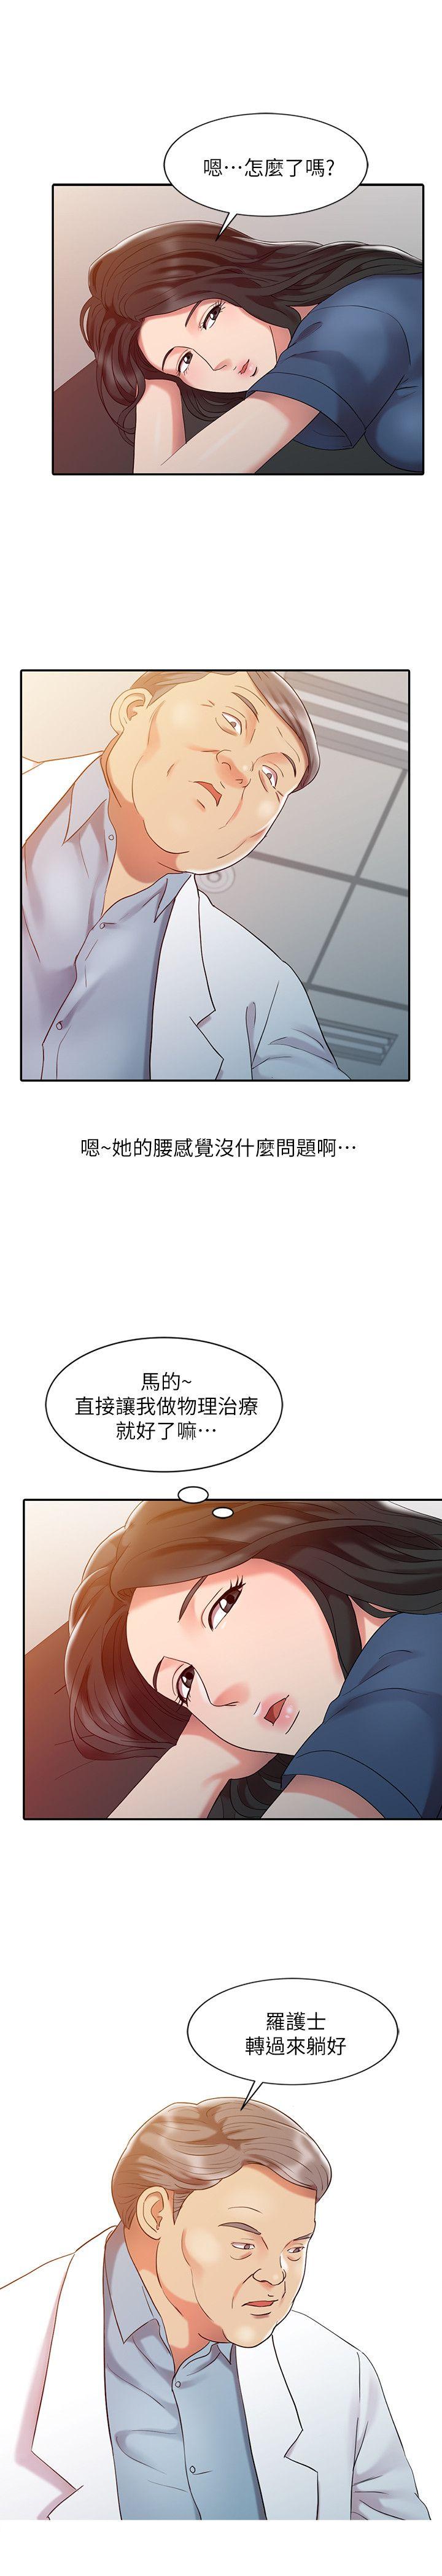 嗯…怎麼了嗎?
嗯~她的腰感覺沒什麼問題啊…
馬的~
直接讓我做物理治療
就好了嘛…
羅護士
轉過來躺好